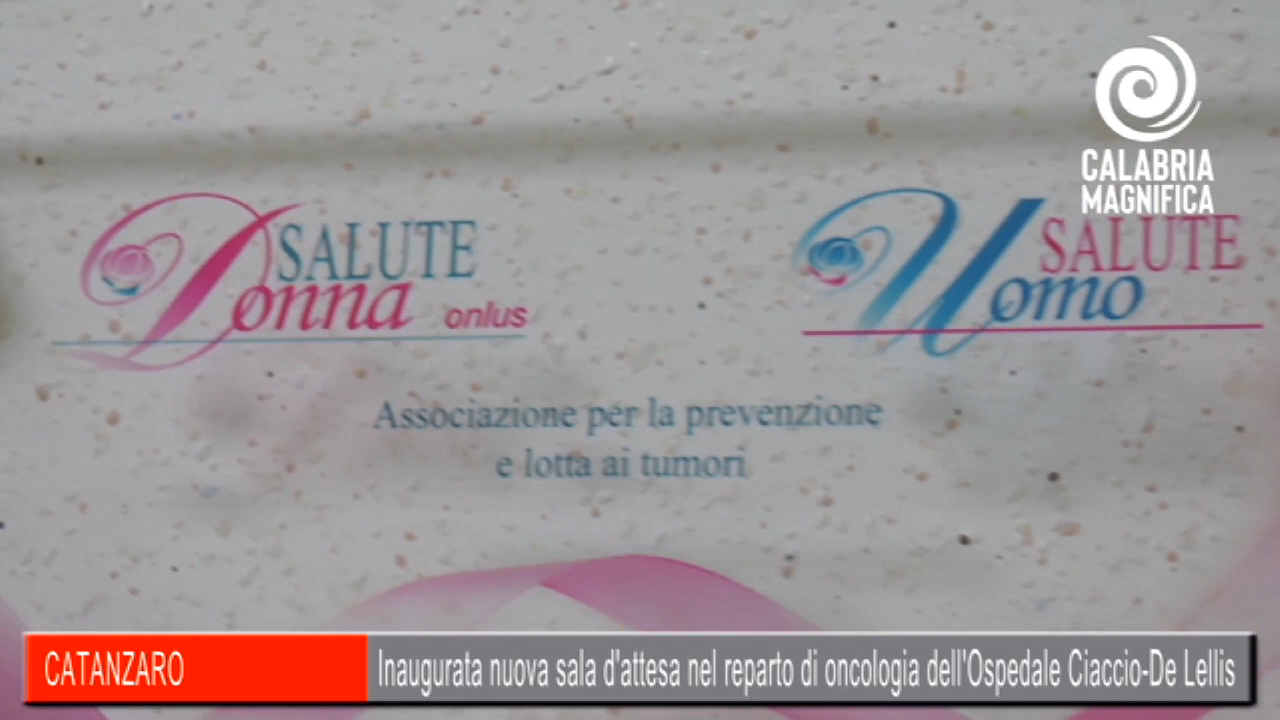 CALABRIA
MAGNIFICA
SALUTE
Donna onlus
SALUTE
Uomo
Associazione per la prevenzione
e lotta ai tumori
CATANZARO
Inaugurata nuova sala d'attesa nel reparto di oncologia dell'Ospedale Ciaccio-De Lellis